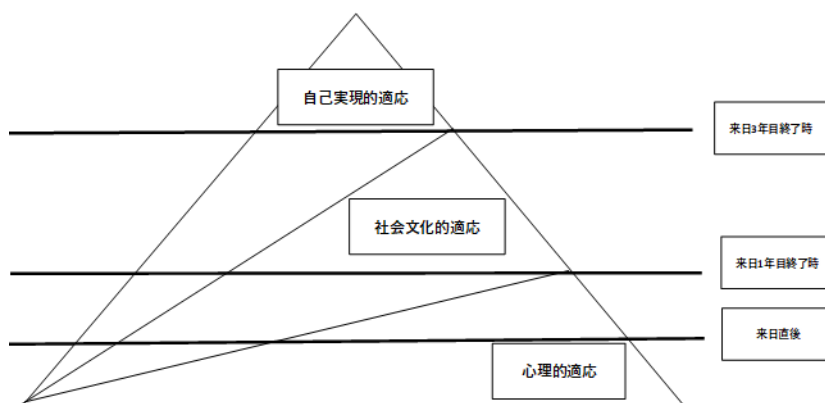 自己実現的適応
来日3年目終了時
社会文化的適応
来日1年目終了時
来日直後
心理的適応